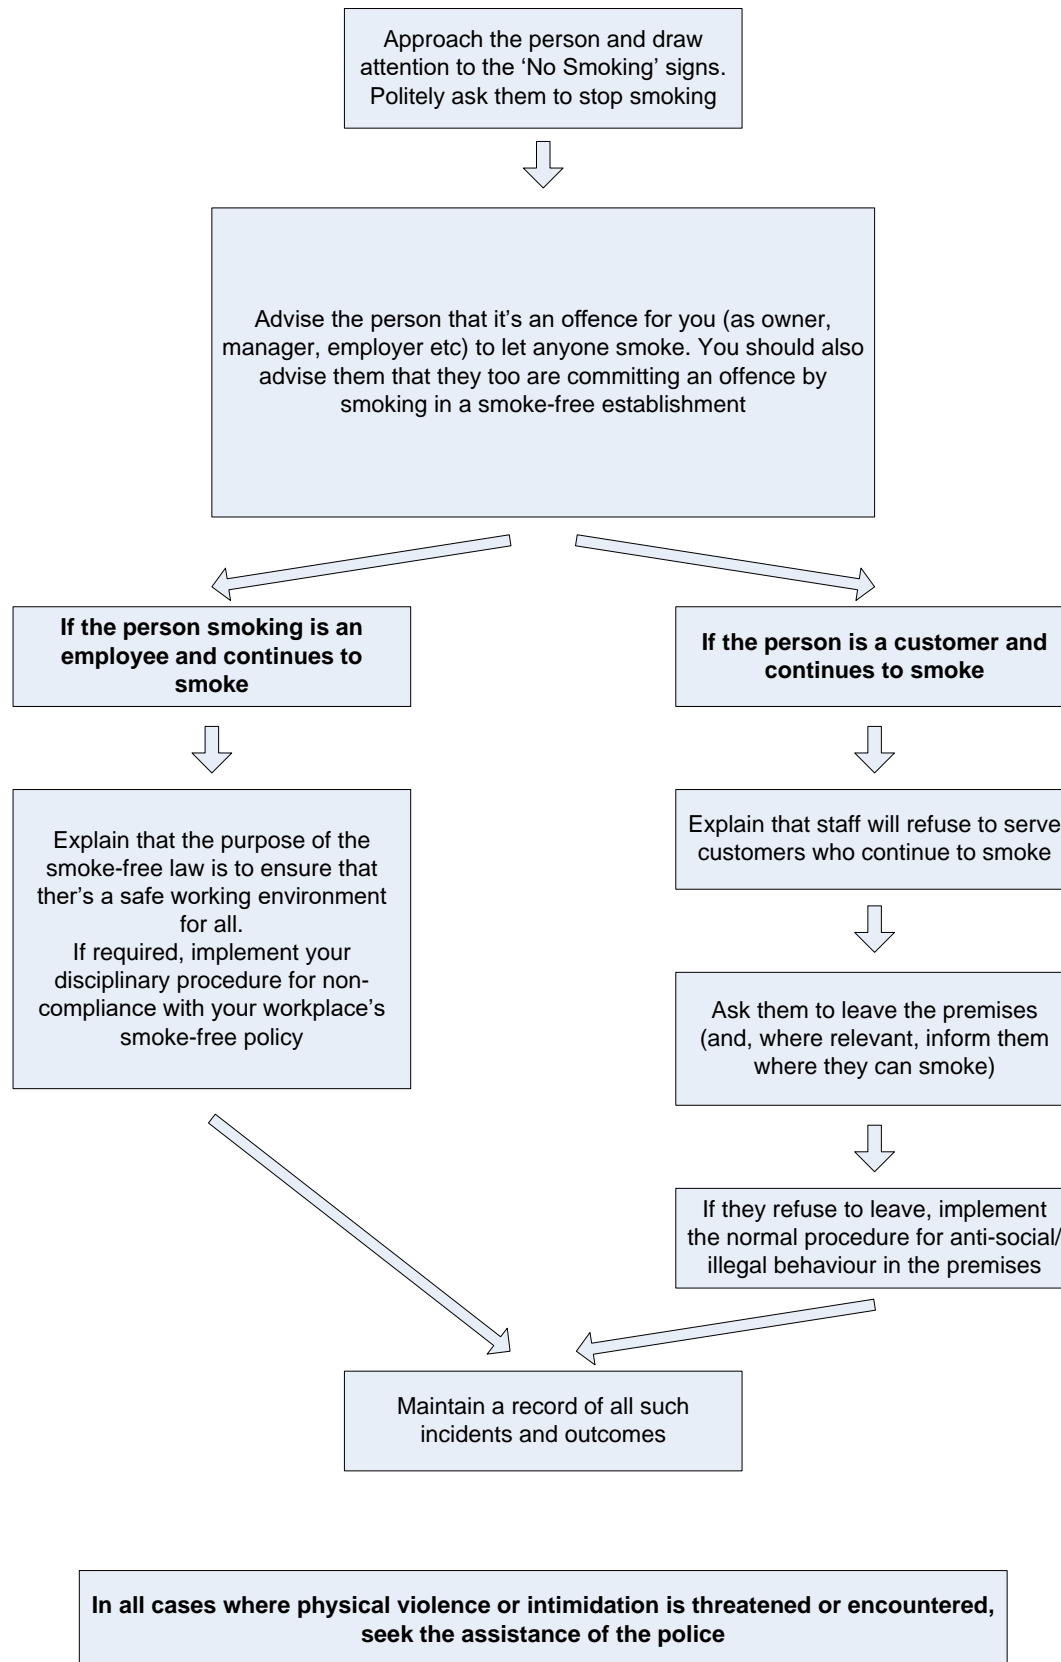 Approach the person and draw
attention to the ‘No Smoking’ signs.
Politely ask them to stop smoking
Advise the person that it’s an offence for you (as owner,
manager, employer etc) to let anyone smoke. You should also
advise them that they too are committing an offence by
smoking in a smoke-free establishment
If the person smoking is an
employee and continues to
smoke
Explain that the purpose of the
smoke-free law is to ensure that
ther’s a safe working environment
for all.
If required, implement your
disciplinary procedure for non-
compliance with your workplace’s
smoke-free policy
If the person is a customer and
continues to smoke
Explain that staff will refuse to serve
customers who continue to smoke
Ask them to leave the premises
(and, where relevant, inform them
where they can smoke)
If they refuse to leave, implement
the normal procedure for anti-social/
illegal behaviour in the premises
Maintain a record of all such
incidents and outcomes
In all cases where physical violence or intimidation is threatened or encountered,
seek the assistance of the police